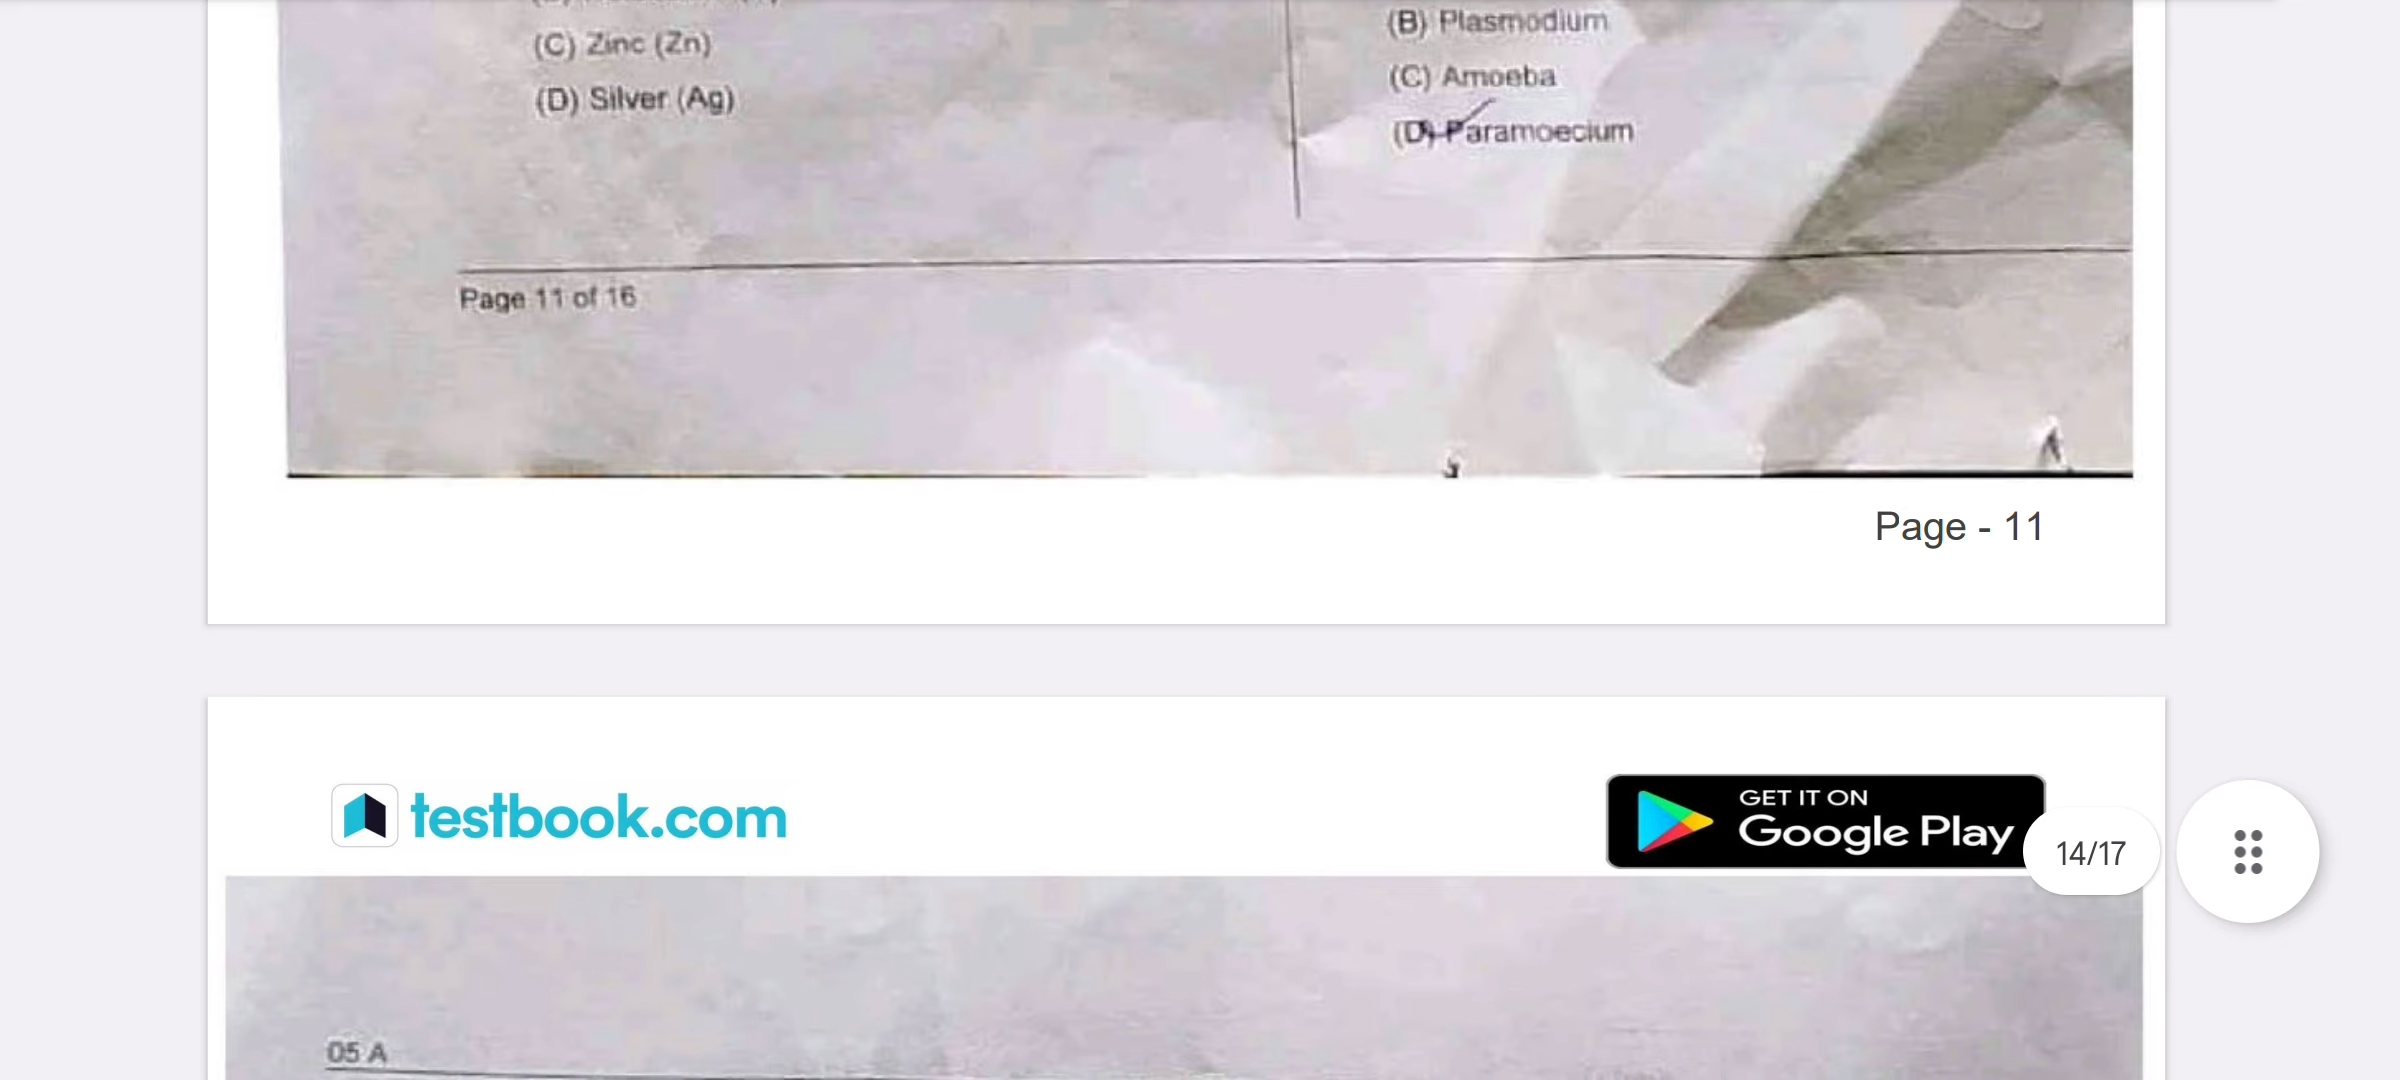 (C) Zinc (Zn)
(D) Silver (Ag)
(B) Plasmodium
(C) Amoeba
(D) Paramoecium
Page 11 of 16
Page - 11
testbook.com
GET IT ON
Google Play
14/17
05 A